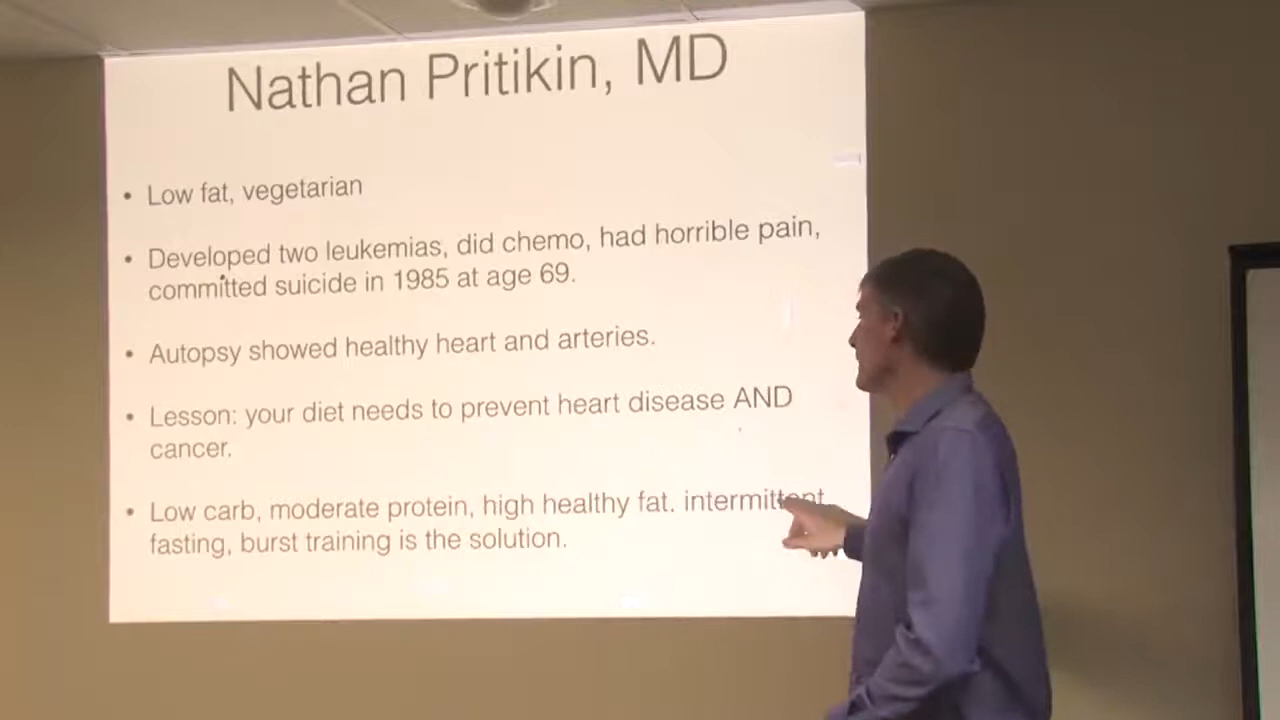 Nathan Pritikin, MD
• Low fat, vegetarian
• Developed two leukemias, did chemo, had horrible pain,
committed suicide in 1985 at age 69.
• Autopsy showed healthy heart and arteries.
• Lesson: your diet needs to prevent heart disease AND
cancer.
• Low carb, moderate protein, high healthy fat. intermittent
fasting, burst training is the solution.